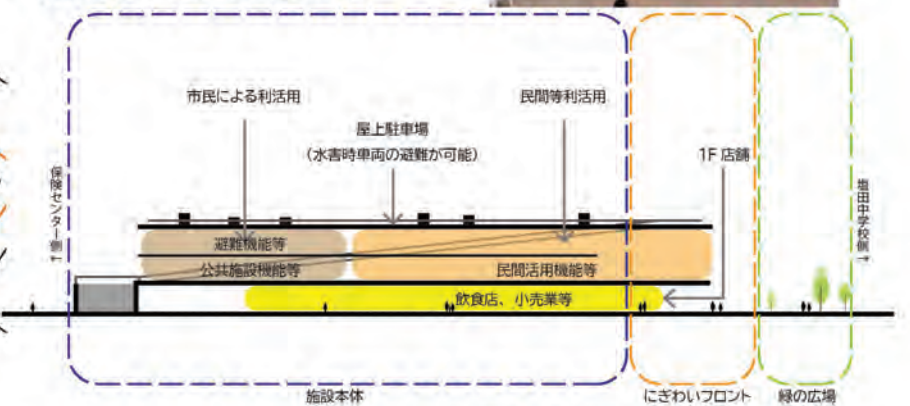 市民による利活用
民間等利活用
屋上駐車場
(水害時車両の避難が可能)
1F 店舗
保険センター側→
塩田中学校側→
避難機能等
公共施設機能等
民間活用機能等
飲食店、小売業等
施設本体
にぎわいフロント
緑の広場